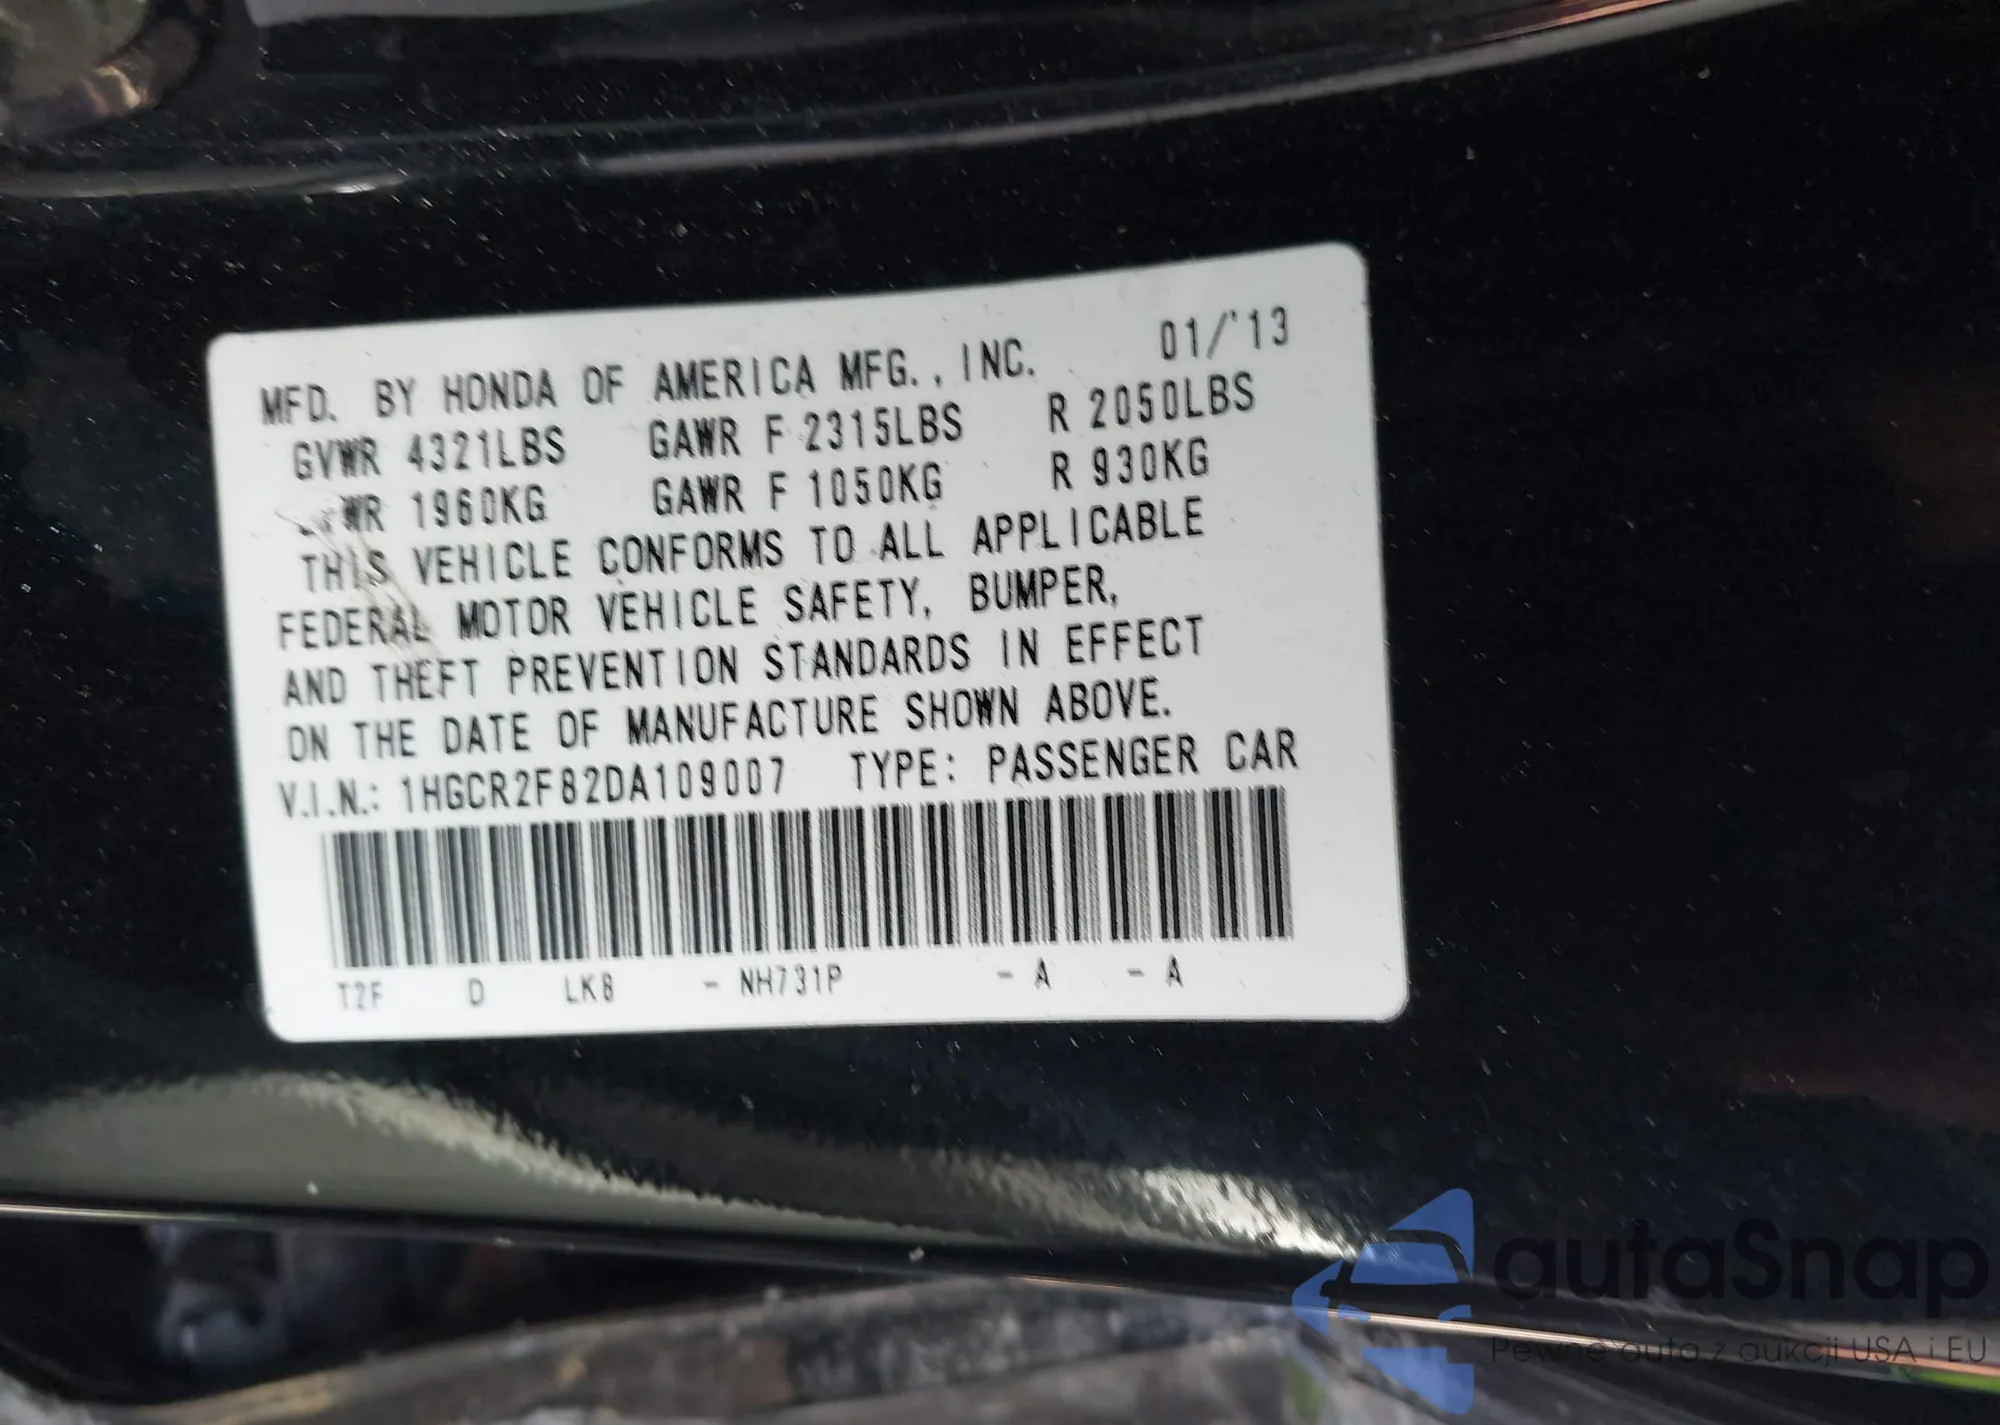 MFD. BY HONDA OF AMERICA MFG., INC. 01/'13
GVWR 4321LBS GAWR F 2315LBS R 2050LBS
WR 1960KG GAWR F 1050KG R 930KG
THIS VEHICLE CONFORMS TO ALL APPLICABLE
FEDERAL MOTOR VEHICLE SAFETY, BUMPER,
AND THEFT PREVENTION STANDARDS IN EFFECT
ON THE DATE OF MANUFACTURE SHOWN ABOVE.
V.I.N.: 1HGCR2F82DA109007 TYPE: PASSENGER CAR
T2F D LK8 - NH731P - A - A
autaSnap
Pewne auta z aukcji USA i EU